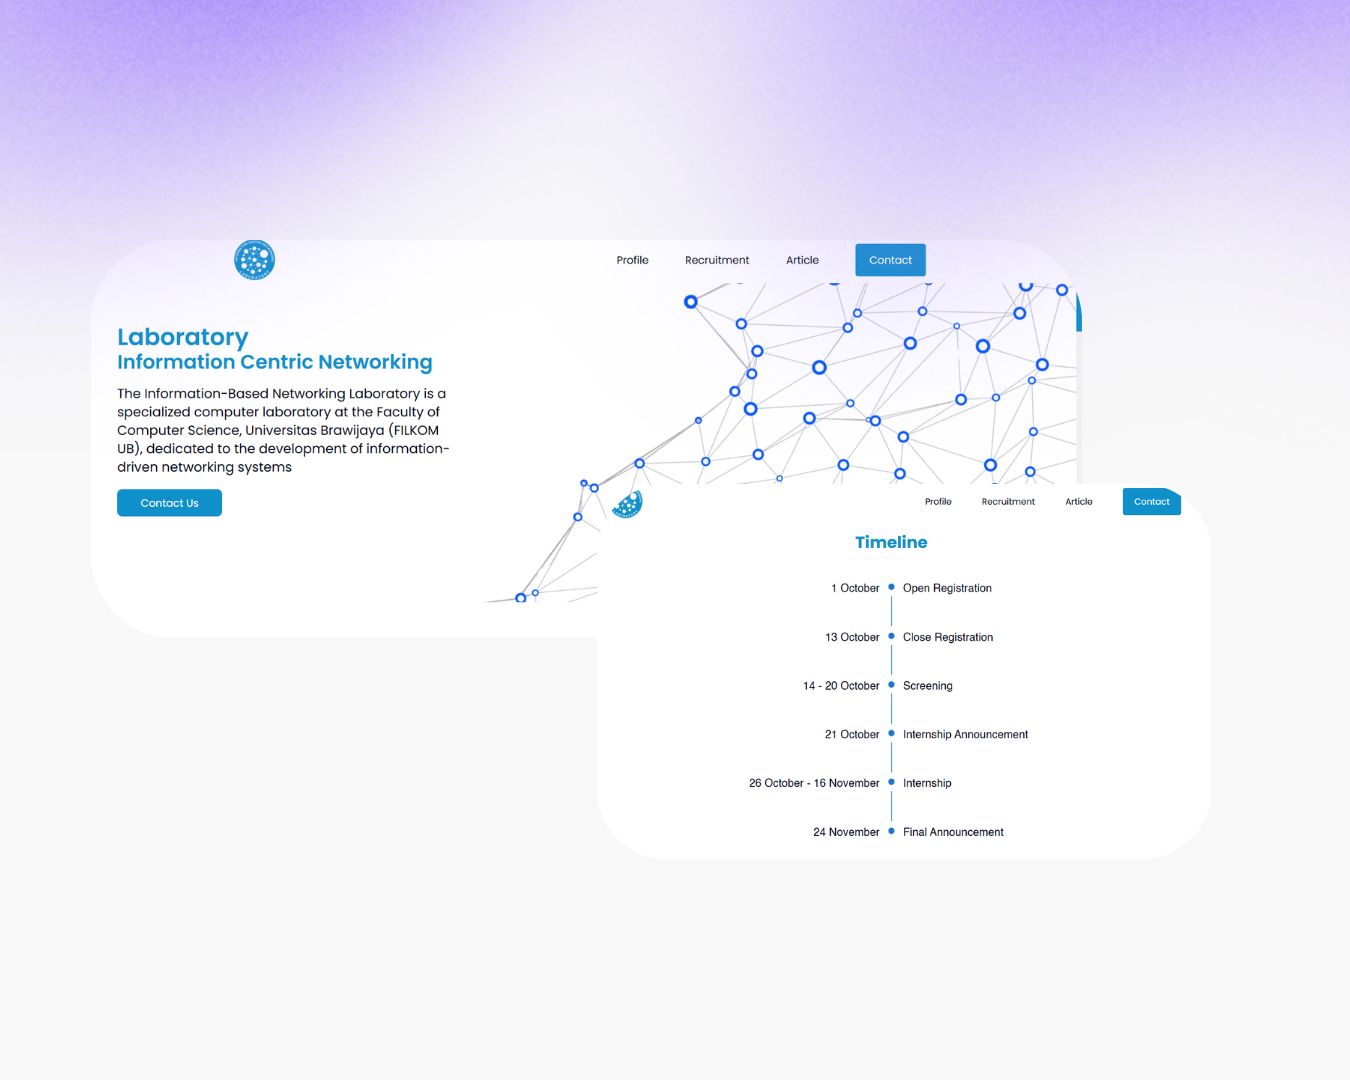 Profile Recruitment Article Contact
Laboratory
Information Centric Networking
The Information-Based Networking Laboratory is a
specialized computer laboratory at the Faculty of
Computer Science, Universitas Brawijaya (FILKOM
UB), dedicated to the development of information-
driven networking systems
Contact Us
Profile Recruitment Article Contact
Timeline
1 October Open Registration
13 October Close Registration
14 - 20 October Screening
21 October Internship Announcement
26 October - 16 November Internship
24 November Final Announcement